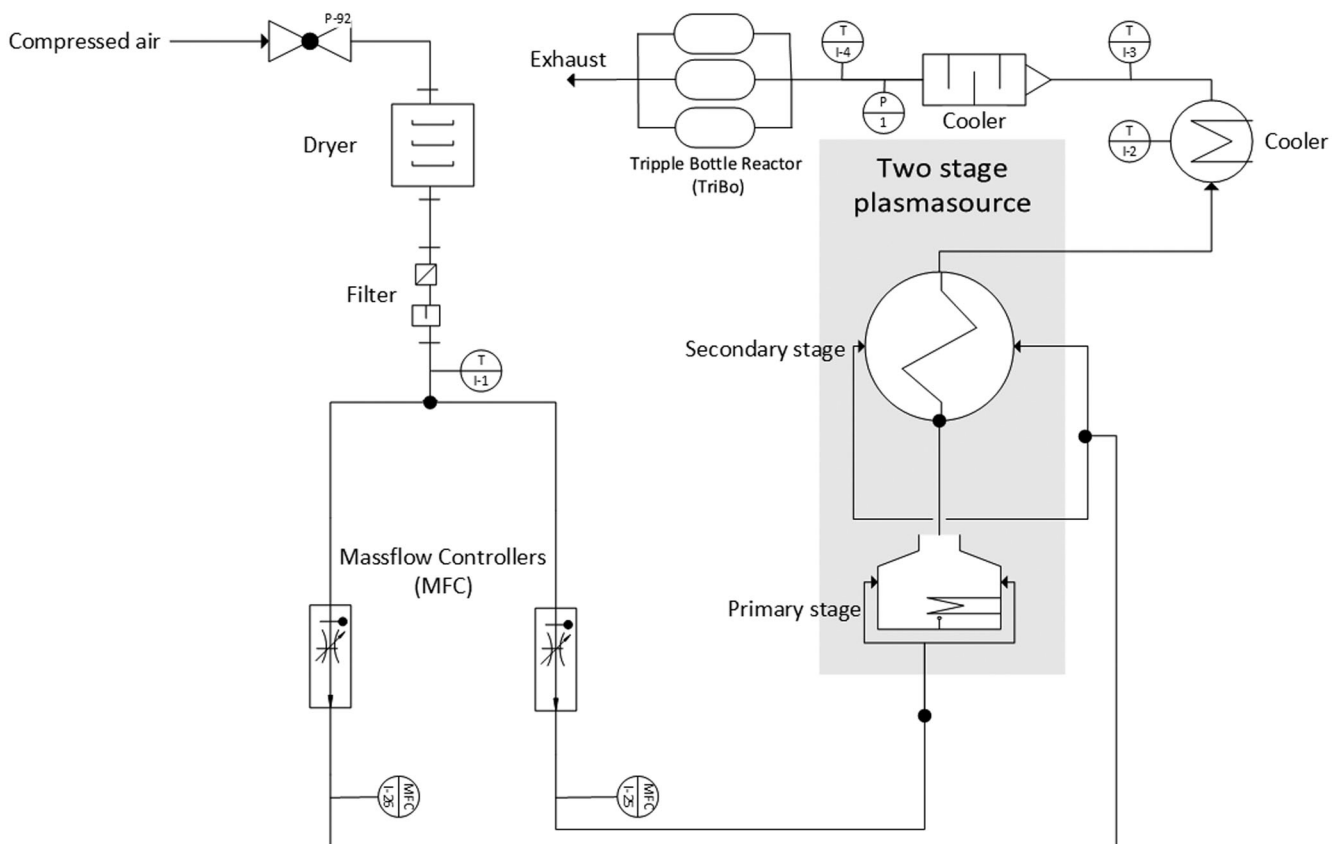 P-92
Compressed air
T
I-4
T
I-3
Exhaust
P
1
Cooler
Dryer
T
I-2
Cooler
Tripple Bottle Reactor
(TriBo)
Two stage
plasmasource
Filter
Secondary stage
T
I-1
Massflow Controllers
(MFC)
Primary stage
MFC
I-26
MFC
I-25